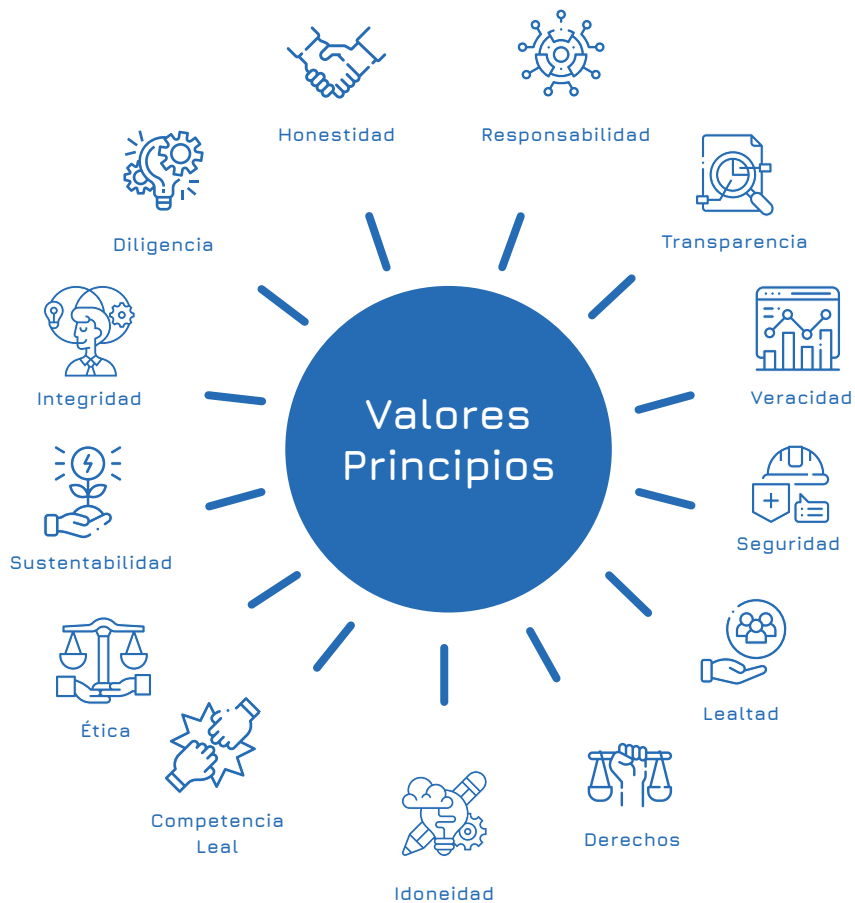 Honestidad
Responsabilidad
Diligencia
Transparencia
Integridad
Veracidad
Valores
Principios
Sustentabilidad
Seguridad
Ética
Lealtad
Competencia
Leal
Derechos
Idoneidad